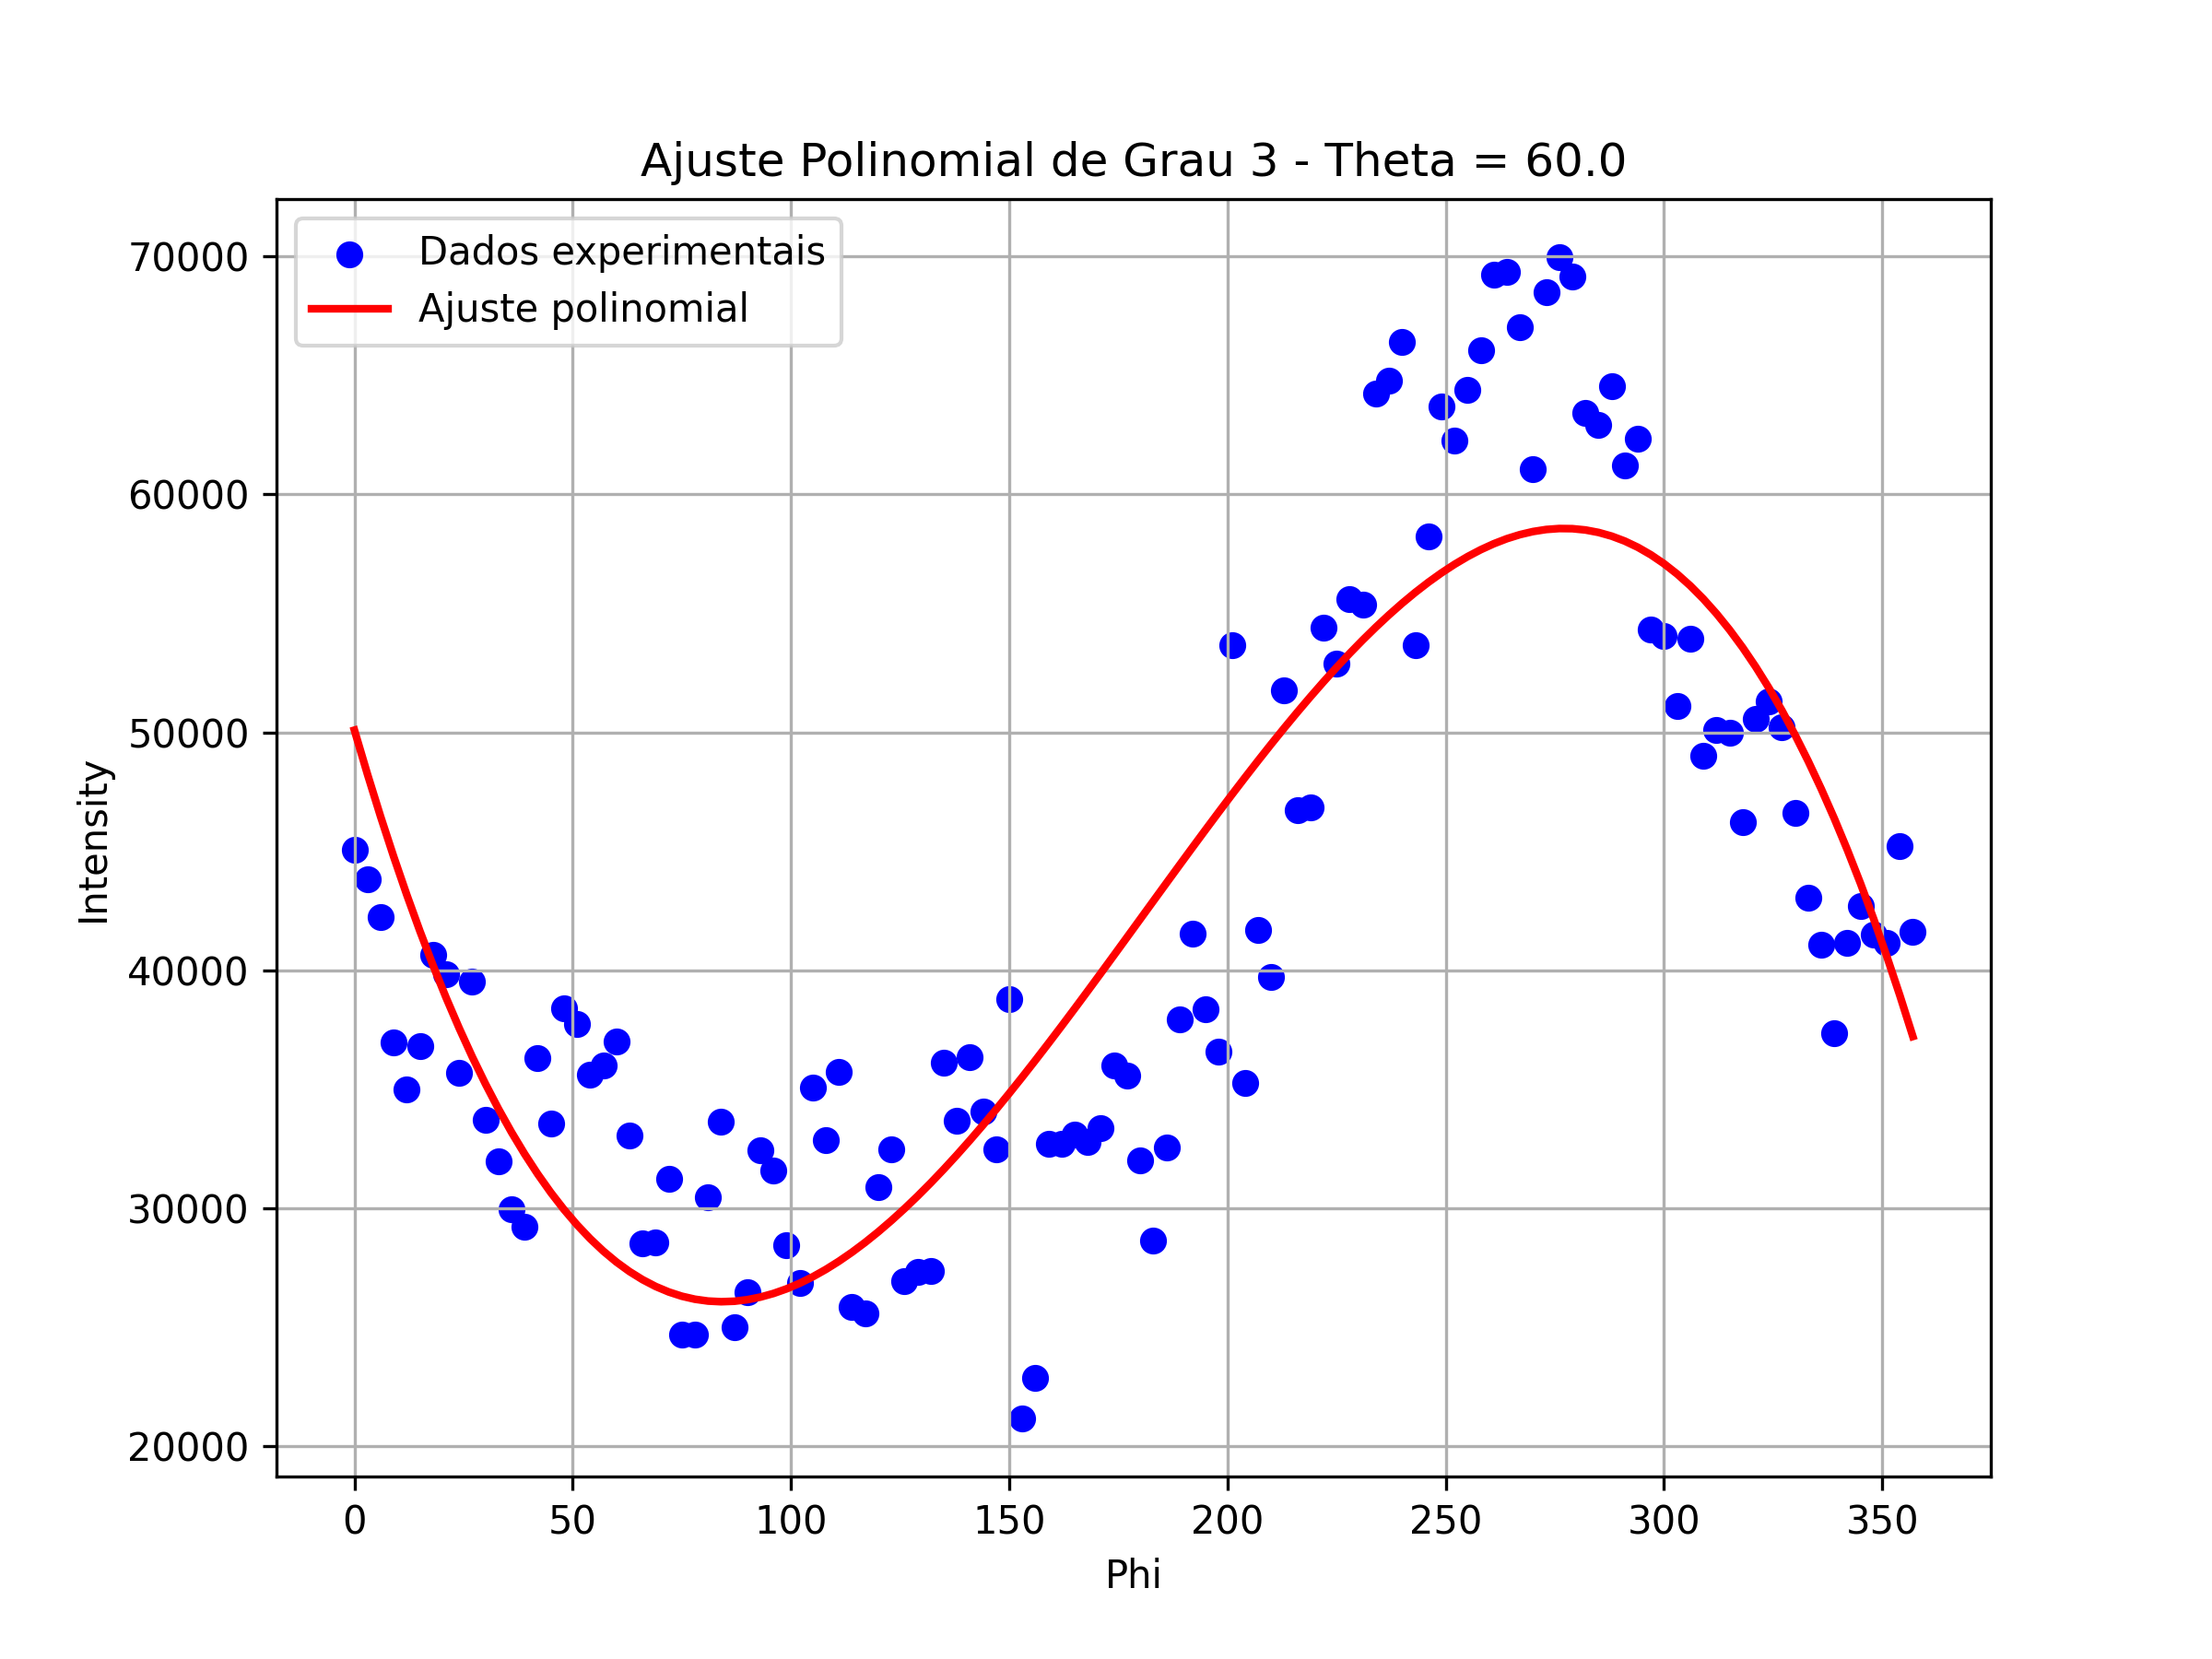 Ajuste Polinomial de Grau 3 - Theta = 60.0
Dados experimentais
Ajuste polinomial
70000
60000
50000
40000
30000
20000
Intensity
0 50 100 150 200 250 300 350
Phi